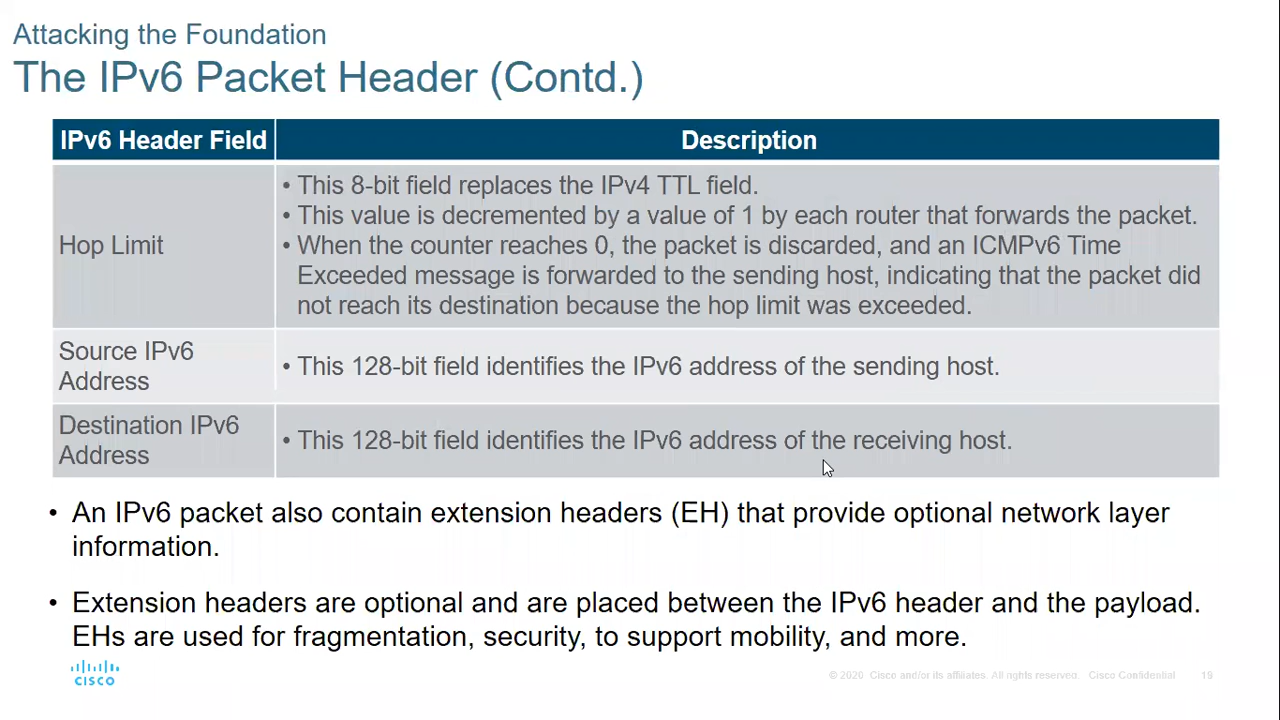 Attacking the Foundation
The IPv6 Packet Header (Contd.)
IPv6 Header Field
Description
Hop Limit
• This 8-bit field replaces the IPv4 TTL field.
• This value is decremented by a value of 1 by each router that forwards the packet.
• When the counter reaches 0, the packet is discarded, and an ICMPv6 Time
Exceeded message is forwarded to the sending host, indicating that the packet did
not reach its destination because the hop limit was exceeded.
Source IPv6
Address
• This 128-bit field identifies the IPv6 address of the sending host.
Destination IPv6
Address
• This 128-bit field identifies the IPv6 address of the receiving host.
• An IPv6 packet also contain extension headers (EH) that provide optional network layer
information.
• Extension headers are optional and are placed between the IPv6 header and the payload.
EHs are used for fragmentation, security, to support mobility, and more.
CISCO
© 2020 Cisco and/or its affiliates. All rights reserved. Cisco Confidential
19